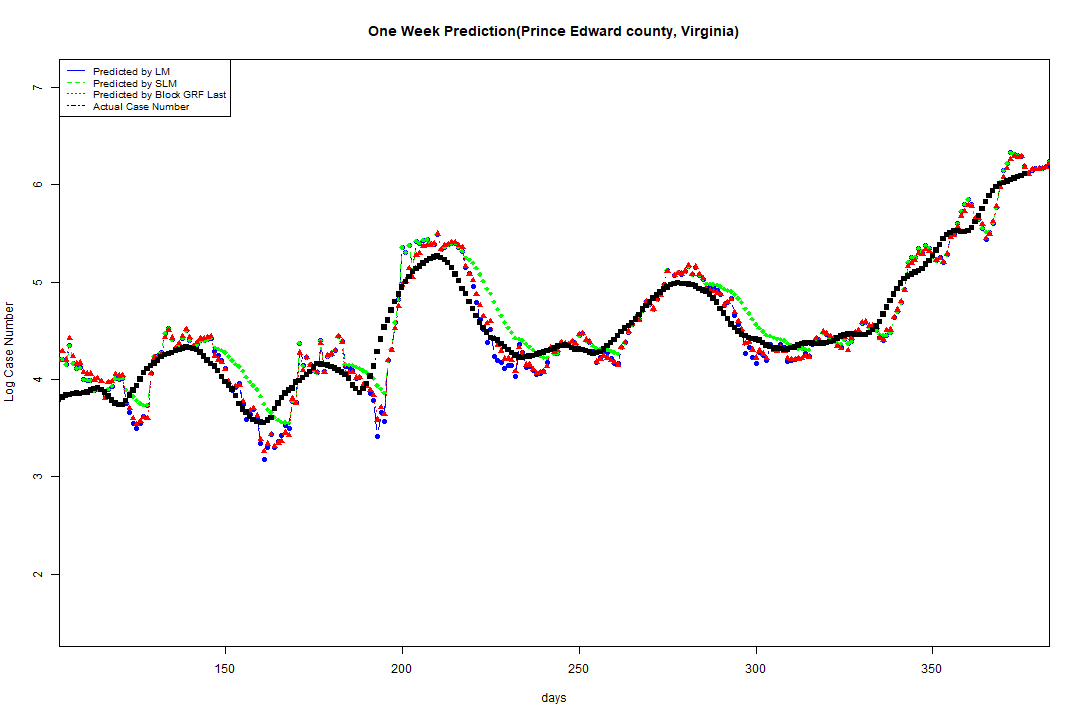 One Week Prediction(Prince Edward county, Virginia)
Predicted by LM
Predicted by SLM
Predicted by Block GRF Last
Actual Case Number
7
6
5
4
3
2
Log Case Number
150
200
250
300
350
days